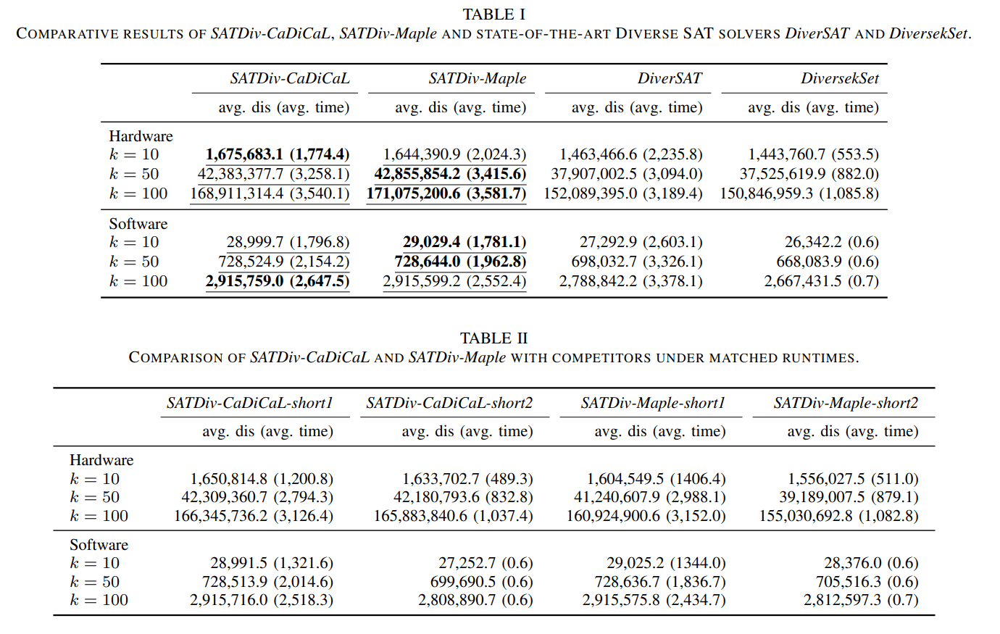 TABLE I
COMPARATIVE RESULTS OF SATDiv-CaDiCaL, SATDiv-Maple AND STATE-OF-THE-ART DIVERSE SAT SOLVERS DiverSAT AND DiversekSet.
SATDiv-CaDiCaL SATDiv-Maple DiverSAT DiversekSet
avg. dis (avg. time) avg. dis (avg. time) avg. dis (avg. time) avg. dis (avg. time)
Hardware
k = 10 1,675,683.1 (1,774.4) 1,644,390.9 (2,024.3) 1,463,466.6 (2,235.8) 1,443,760.7 (553.5)
k = 50 42,383,377.7 (3,258.1) 42,855,854.2 (3,415.6) 37,907,002.5 (3,094.0) 37,525,619.9 (882.0)
k = 100 168,911,314.4 (3,540.1) 171,075,200.6 (3,581.7) 152,089,395.0 (3,189.4) 150,846,959.3 (1,085.8)
Software
k = 10 28,999.7 (1,796.8) 29,029.4 (1,781.1) 27,292.9 (2,603.1) 26,342.2 (0.6)
k = 50 728,524.9 (2,154.2) 728,644.0 (1,962.8) 698,032.7 (3,326.1) 668,083.9 (0.6)
k = 100 2,915,759.0 (2,647.5) 2,915,599.2 (2,552.4) 2,788,842.2 (3,378.1) 2,667,431.5 (0.7)
TABLE II
COMPARISON OF SATDiv-CaDiCaL AND SATDiv-Maple WITH COMPETITORS UNDER MATCHED RUNTIMES.
SATDiv-CaDiCaL-short1 SATDiv-CaDiCaL-short2 SATDiv-Maple-short1 SATDiv-Maple-short2
avg. dis (avg. time) avg. dis (avg. time) avg. dis (avg. time) avg. dis (avg. time)
Hardware
k = 10 1,650,814.8 (1,200.8) 1,633,702.7 (489.3) 1,604,549.5 (1406.4) 1,556,027.5 (511.0)
k = 50 42,309,360.7 (2,794.3) 42,180,793.6 (832.8) 41,240,607.9 (2,988.1) 39,189,007.5 (879.1)
k = 100 166,345,736.2 (3,126.4) 165,883,840.6 (1,037.4) 160,924,900.6 (3,152.0) 155,030,692.8 (1,082.8)
Software
k = 10 28,991.5 (1,321.6) 27,252.7 (0.6) 29,025.2 (1344.0) 28,376.0 (0.6)
k = 50 728,513.9 (2,014.6) 699,690.5 (0.6) 728,636.7 (1,836.7) 705,516.3 (0.6)
k = 100 2,915,716.0 (2,518.3) 2,808,890.7 (0.6) 2,915,575.8 (2,434.7) 2,812,597.3 (0.7)